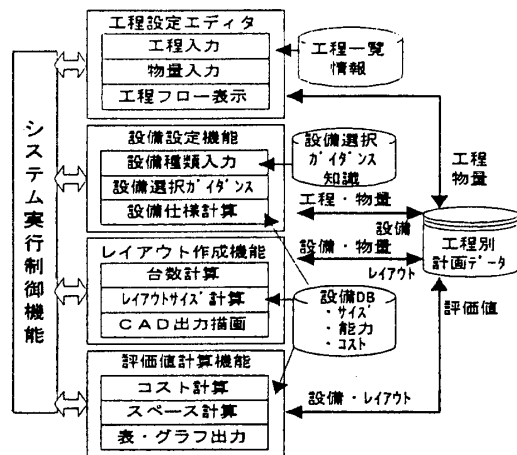 システム実行制御機能
工程設定エディタ
工程入力
物量入力
工程フロー表示
工程一覧
情報
設備設定機能
設備種類入力
設備選択ガイダンス
設備仕様計算
設備選択
ガイダンス
知識
工程
物量
工程・物量
設備
設備・物量
レイアウト
工程別
計画データ
レイアウト作成機能
台数計算
レイアウトサイズ計算
CAD出力描画
設備DB
・サイズ
・能力
・コスト
評価値
評価値計算機能
コスト計算
スペース計算
表・グラフ出力
設備・レイアウト